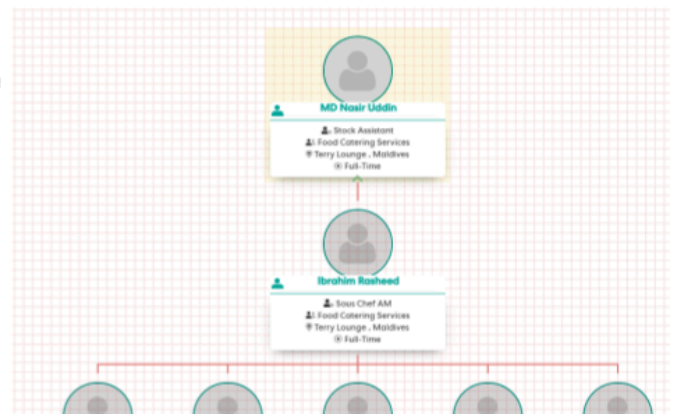 MD Nasir Uddin
Stock Assistant
Food Catering Services
Terry Lounge , Maldives
Full-Time
Ibrahim Rasheed
Sous Chef AM
Food Catering Services
Terry Lounge , Maldives
Full-Time